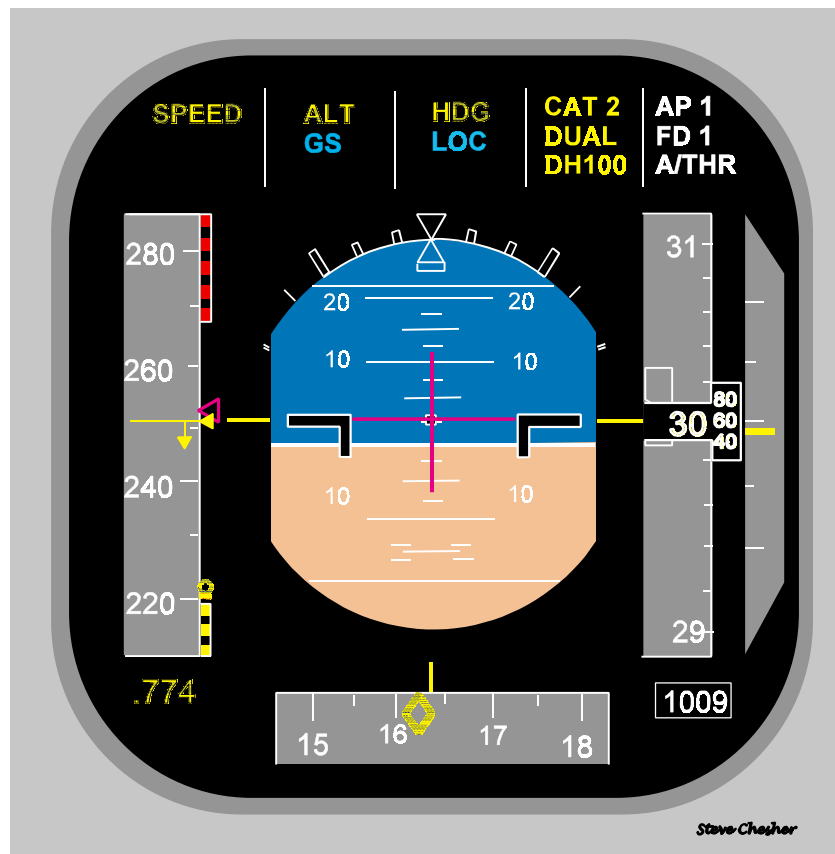 SPEED
ALT
GS
HDG
LOC
CAT 2
DUAL
DH100
AP 1
FD 1
A/THR
280
260
240
220
20 20
10 10
10 10
31
30
80
60
40
29
.774
15 16 17 18
1009
Steve Chesher